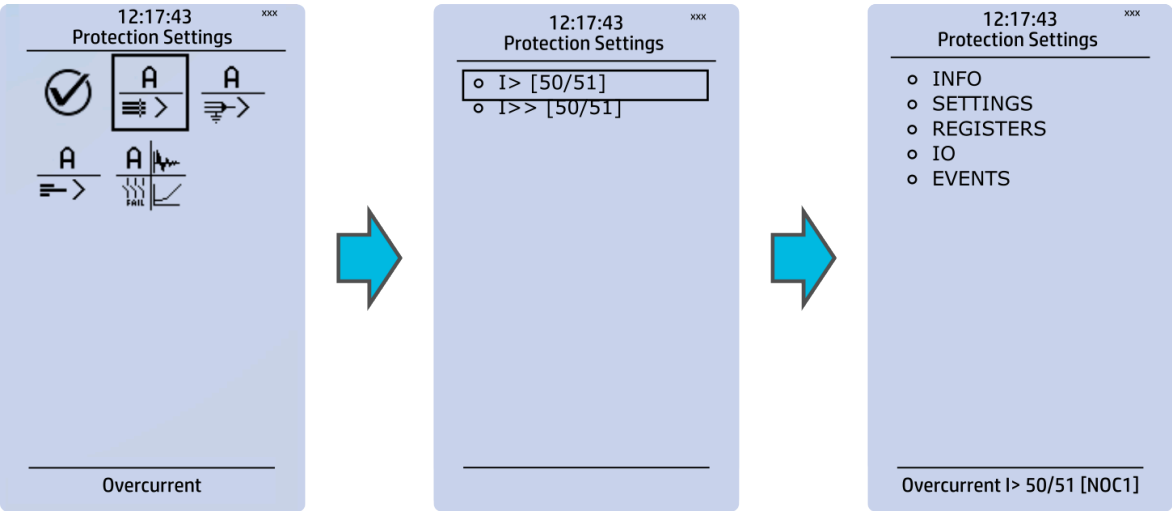 12:17:43 xxx
Protection Settings
A
A
A
A
FAIL
Overcurrent
12:17:43 xxx
Protection Settings
I> [50/51]
I>> [50/51]
12:17:43 xxx
Protection Settings
INFO
SETTINGS
REGISTERS
IO
EVENTS
Overcurrent I> 50/51 [NOC1]